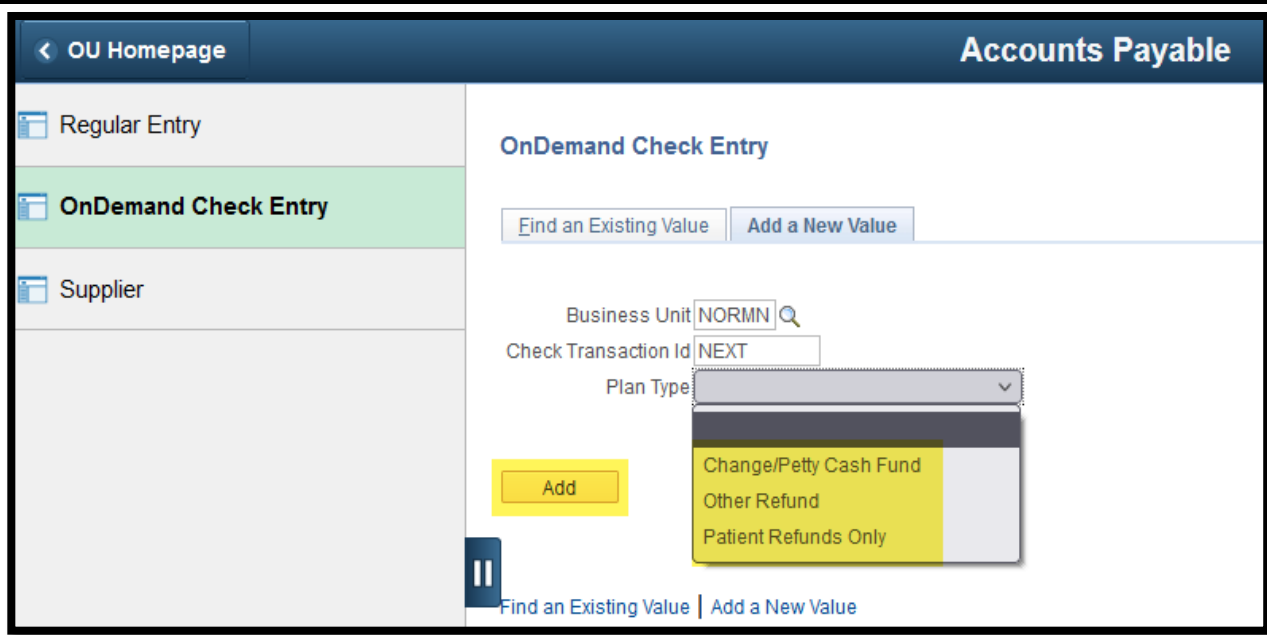 OU Homepage
Accounts Payable
Regular Entry
OnDemand Check Entry
Supplier
OnDemand Check Entry
Find an Existing Value
Add a New Value
Business Unit NORMN
Check Transaction Id NEXT
Plan Type
Change/Petty Cash Fund
Other Refund
Patient Refunds Only
Add
Find an Existing Value | Add a New Value